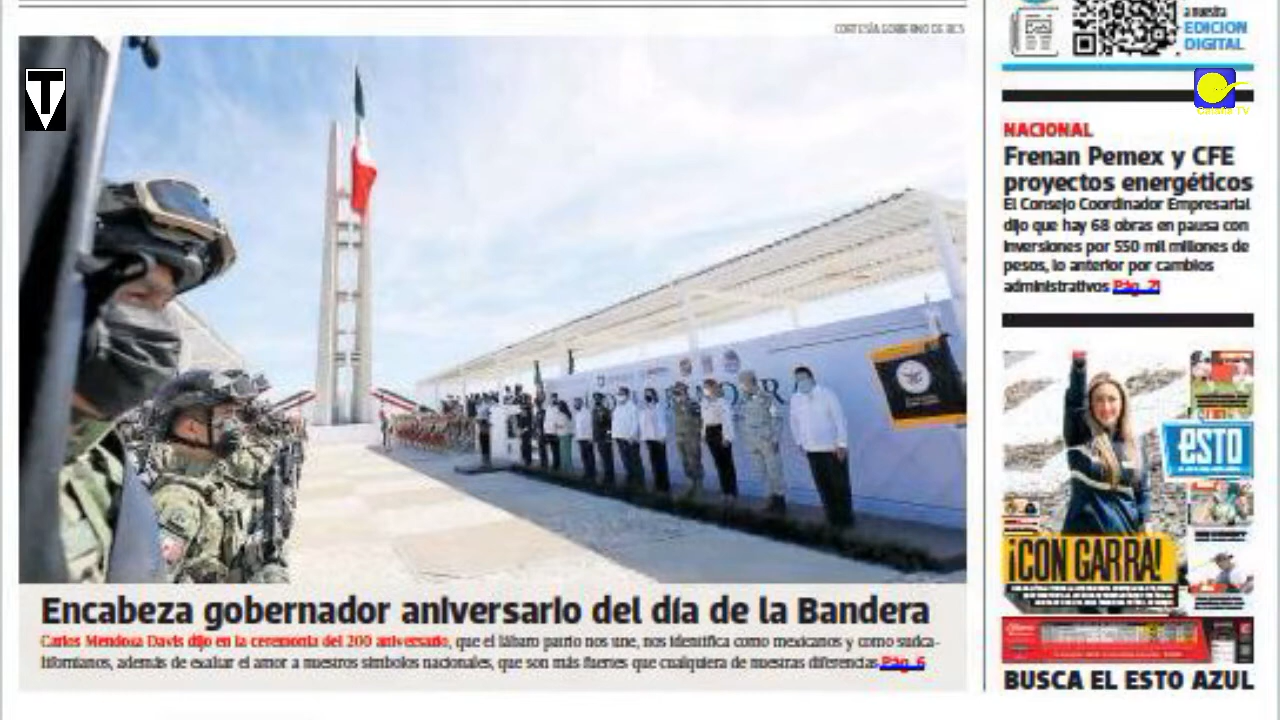 CORTESÍA GOBIERNO DE BCS
T
Encabeza gobernador aniversario del día de la Bandera
Carlos Mendoza Davis dijo en la ceremonia del 200 aniversario, que el lábaro patrio nos une, nos identifica como mexicanos y como sudca-
lifornianos, además de exaltar el amor a nuestros símbolos nacionales, que son más fuertes que cualquiera de nuestras diferencias Pág. 6
a nuestra
EDICION
DIGITAL
NACIONAL
Frenan Pemex y CFE
proyectos energéticos
El Consejo Coordinador Empresarial
dijo que hay 68 obras en pausa con
inversiones por 550 mil millones de
pesos, lo anterior por cambios
administrativos Pág. 21
esto
¡CON GARRA!
BUSCA EL ESTO AZUL